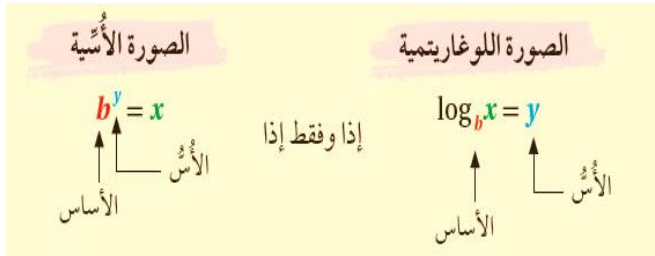 الصورة اللوغاريتمية
الصورة الأُسِّية
log_b x = y
إذا وفقط إذا
b^y = x
الأُسُّ
الأساس
الأُسُّ
الأساس